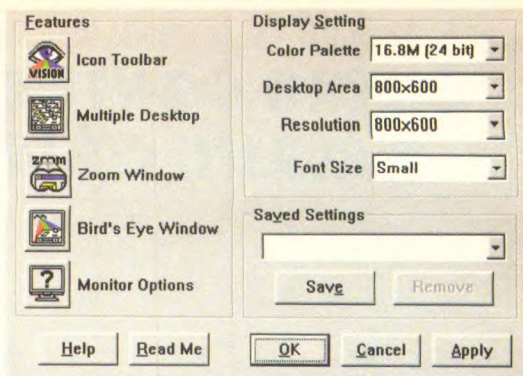 Features
VISION
Icon Toolbar
Multiple Desktop
ZOOM
Zoom Window
Bird's Eye Window
?
Monitor Options
Display Setting
Color Palette 16.8M (24 bit)
Desktop Area 800x600
Resolution 800x600
Font Size Small
Saved Settings
Save Remove
Help Read Me OK Cancel Apply